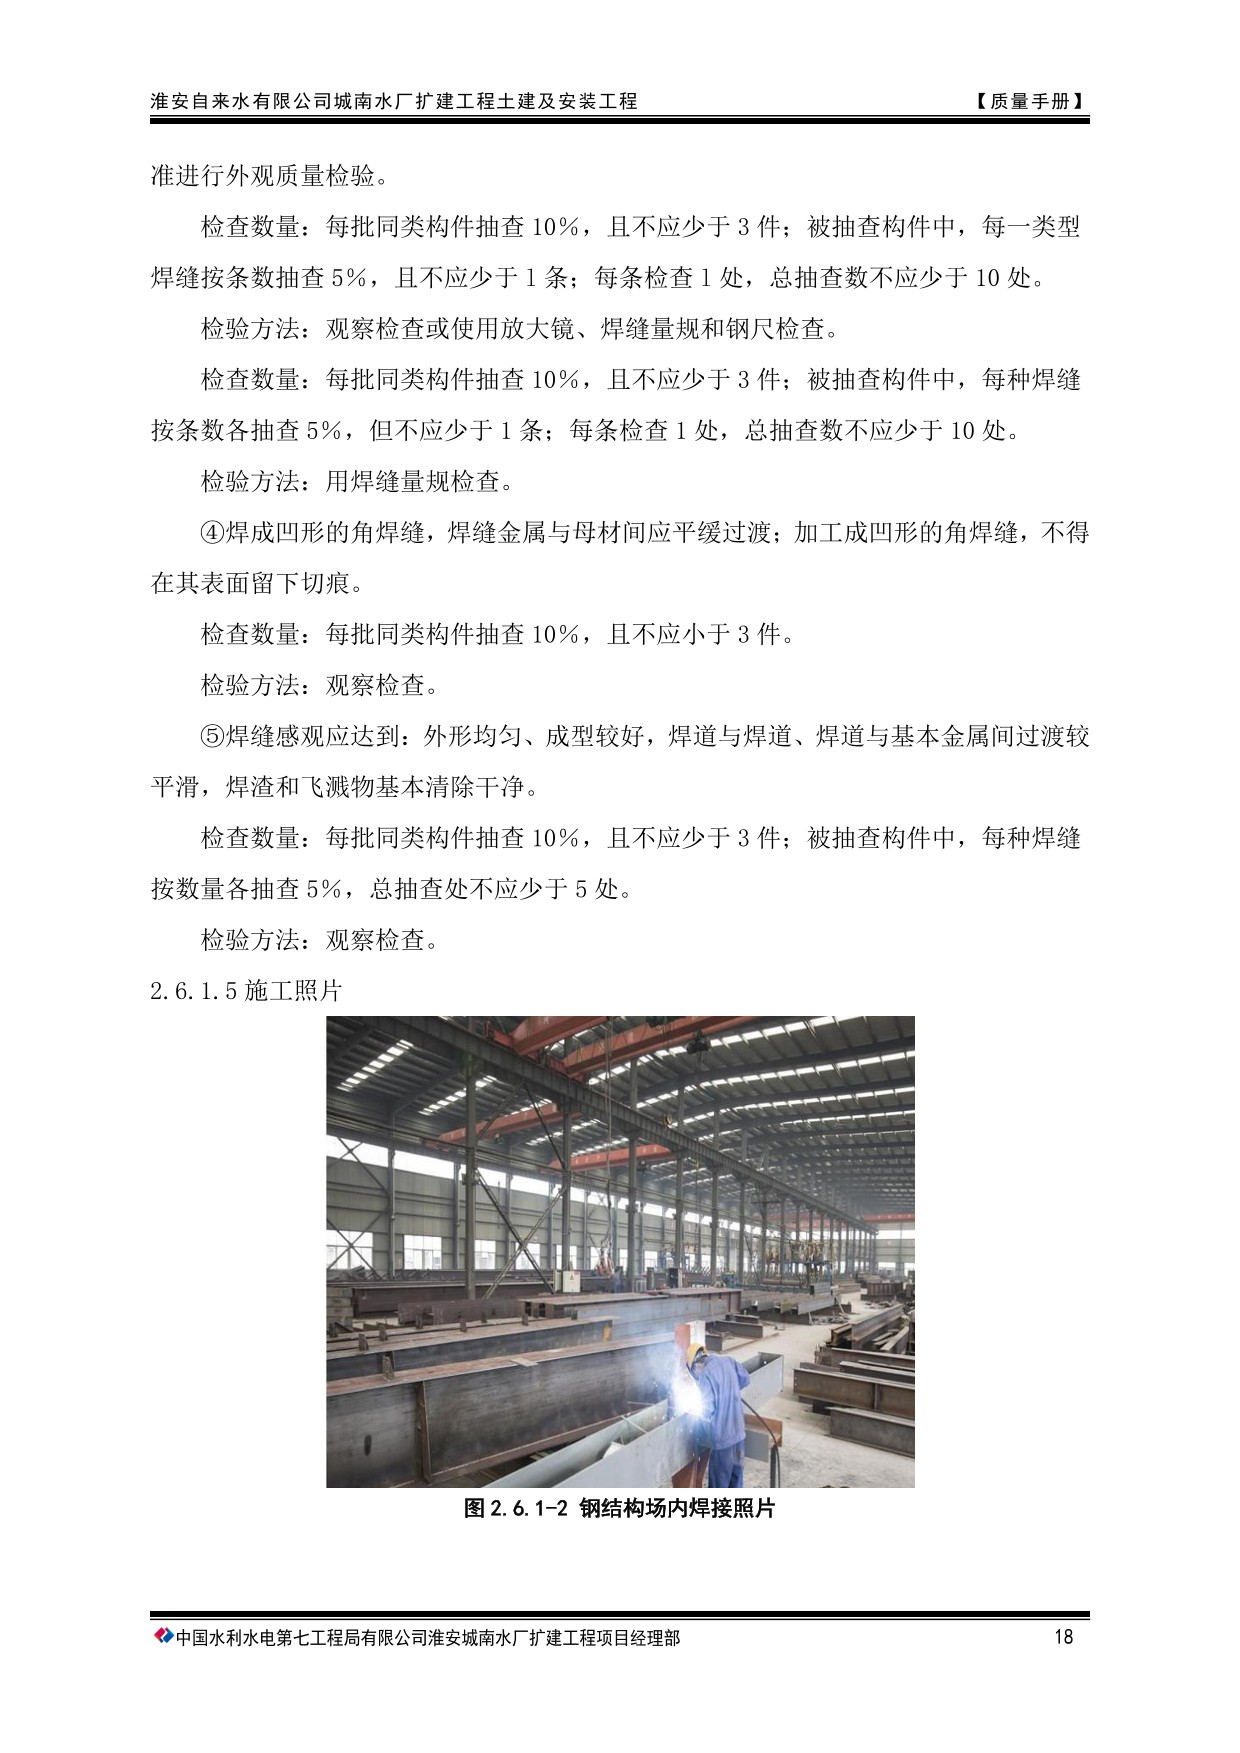 淮安自来水有限公司城南水厂扩建工程土建及安装工程 【质量手册】
准进行外观质量检验。
检查数量：每批同类构件抽查 10％，且不应少于 3 件；被抽查构件中，每一类型
焊缝按条数抽查 5％，且不应少于 1 条；每条检查 1 处，总抽查数不应少于 10 处。
检验方法：观察检查或使用放大镜、焊缝量规和钢尺检查。
检查数量：每批同类构件抽查 10％，且不应少于 3 件；被抽查构件中，每种焊缝
按条数各抽查 5％，但不应少于 1 条；每条检查 1 处，总抽查数不应少于 10 处。
检验方法：用焊缝量规检查。
④焊成凹形的角焊缝，焊缝金属与母材间应平缓过渡；加工成凹形的角焊缝，不得
在其表面留下切痕。
检查数量：每批同类构件抽查 10％，且不应小于 3 件。
检验方法：观察检查。
⑤焊缝感观应达到：外形均匀、成型较好，焊道与焊道、焊道与基本金属间过渡较
平滑，焊渣和飞溅物基本清除干净。
检查数量：每批同类构件抽查 10％，且不应少于 3 件；被抽查构件中，每种焊缝
按数量各抽查 5％，总抽查处不应少于 5 处。
检验方法：观察检查。
2.6.1.5 施工照片
图 2.6.1-2 钢结构场内焊接照片
中国水利水电第七工程局有限公司淮安城南水厂扩建工程项目经理部 18